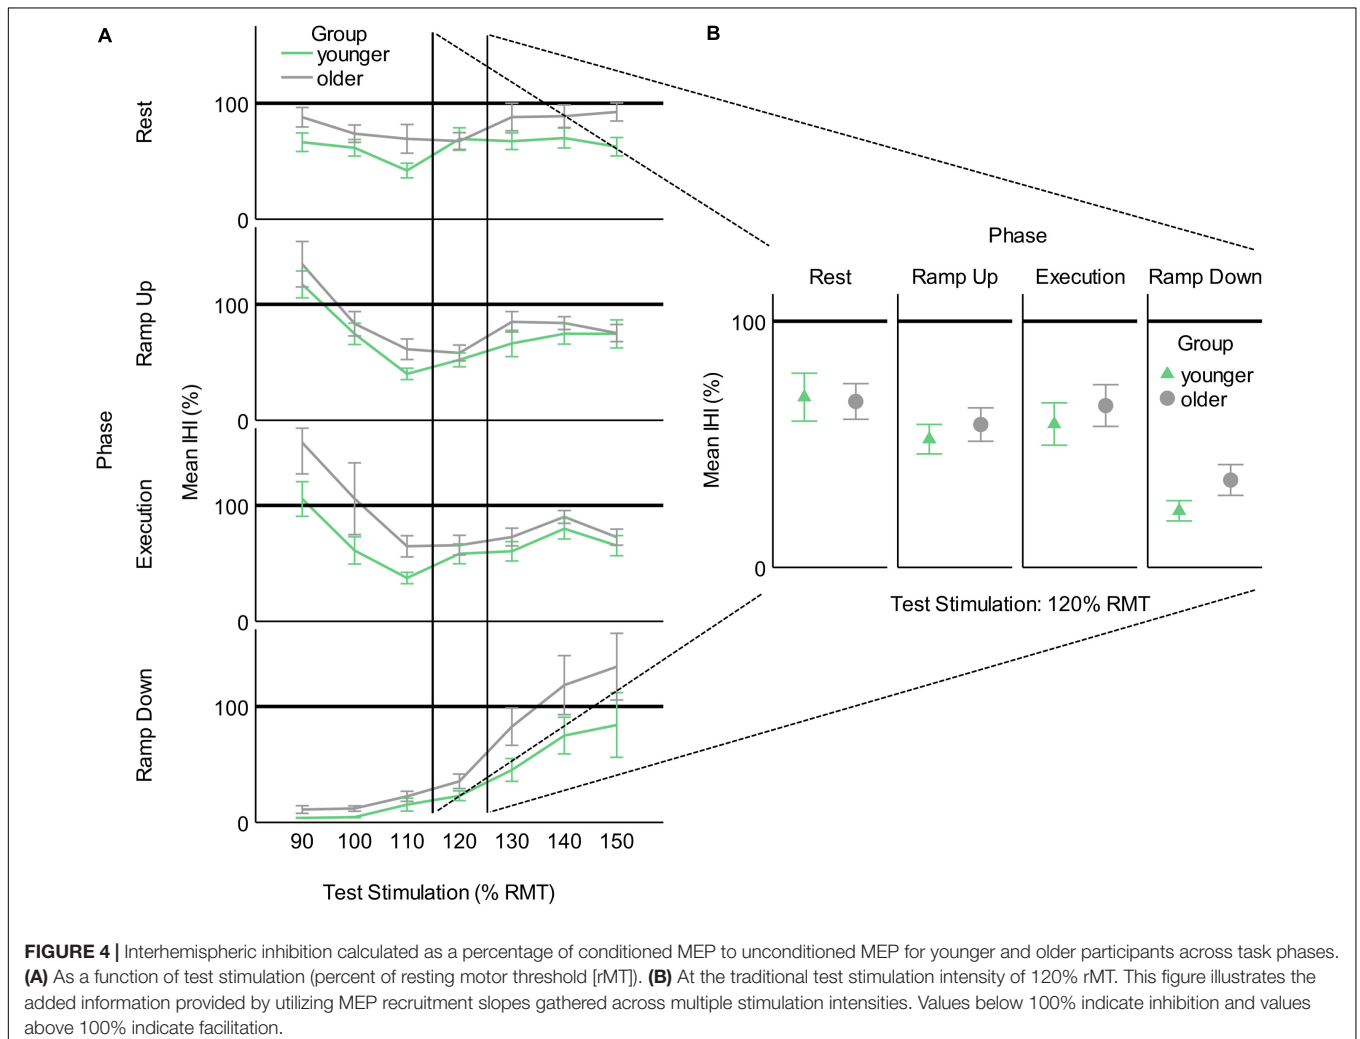 A
Group
younger
older
Rest
100
0
Ramp Up
100
0
Phase
Mean IHI (%)
Execution
100
0
Ramp Down
100
0
90 100 110 120 130 140 150
Test Stimulation (% RMT)
B
Phase
Rest Ramp Up Execution Ramp Down
100
Mean IHI (%)
0
Group
younger
older
Test Stimulation: 120% RMT
FIGURE 4 | Interhemispheric inhibition calculated as a percentage of conditioned MEP to unconditioned MEP for younger and older participants across task phases.
(A) As a function of test stimulation (percent of resting motor threshold [rMT]). (B) At the traditional test stimulation intensity of 120% rMT. This figure illustrates the
added information provided by utilizing MEP recruitment slopes gathered across multiple stimulation intensities. Values below 100% indicate inhibition and values
above 100% indicate facilitation.